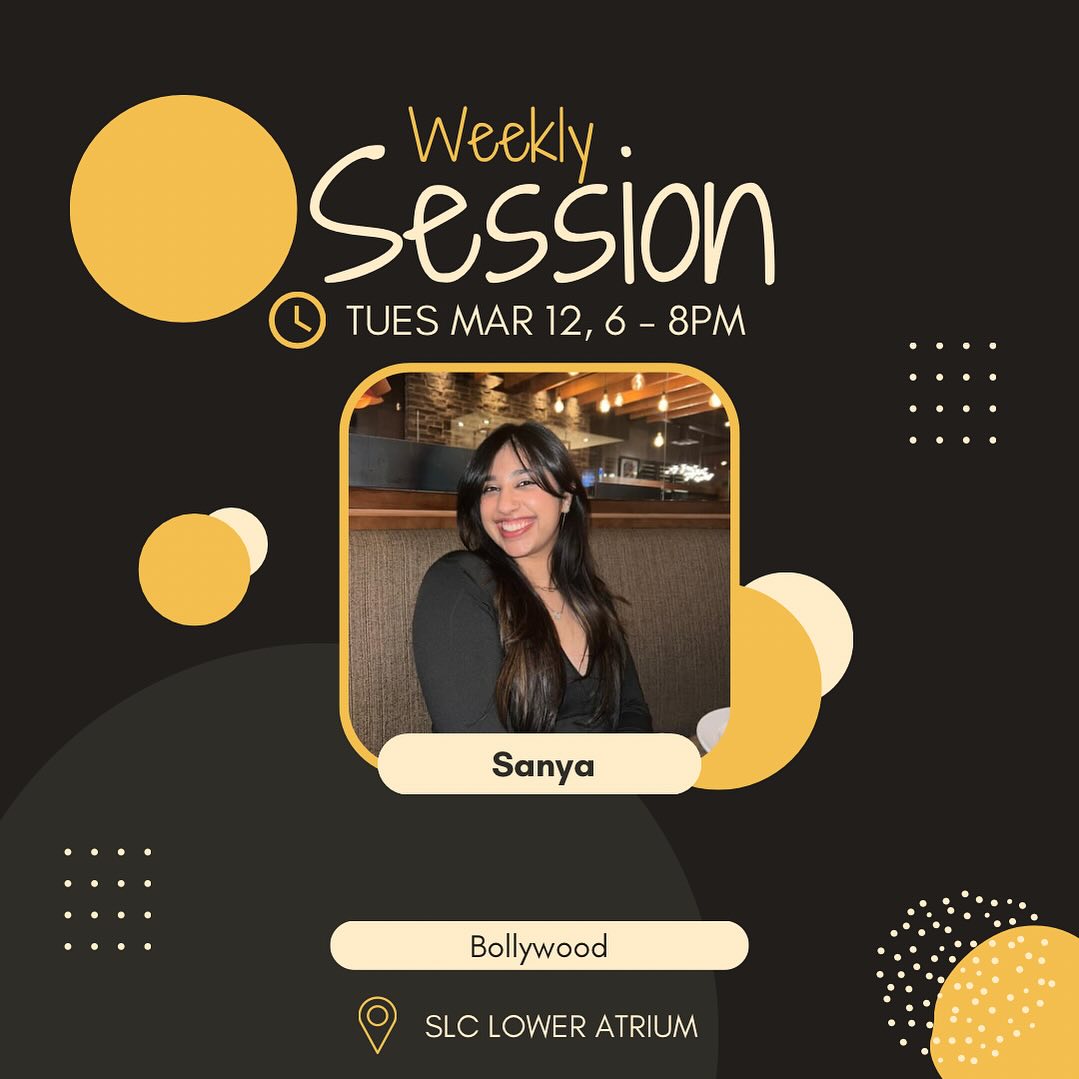 Weekly
Session
TUES MAR 12, 6 - 8PM
Sanya
Bollywood
SLC LOWER ATRIUM